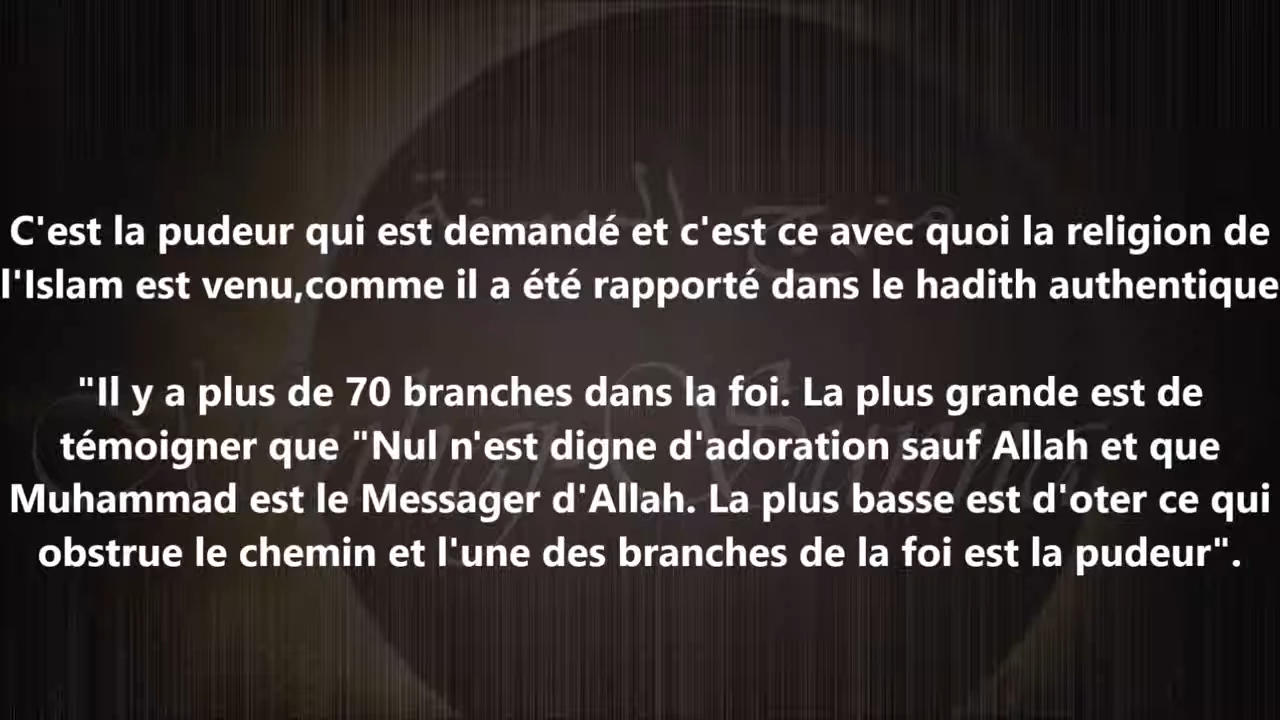 C'est la pudeur qui est demandé et c'est ce avec quoi la religion de
l'Islam est venu,comme il a été rapporté dans le hadith authentique
"Il y a plus de 70 branches dans la foi. La plus grande est de
témoigner que "Nul n'est digne d'adoration sauf Allah et que
Muhammad est le Messager d'Allah. La plus basse est d'oter ce qui
obstrue le chemin et l'une des branches de la foi est la pudeur".